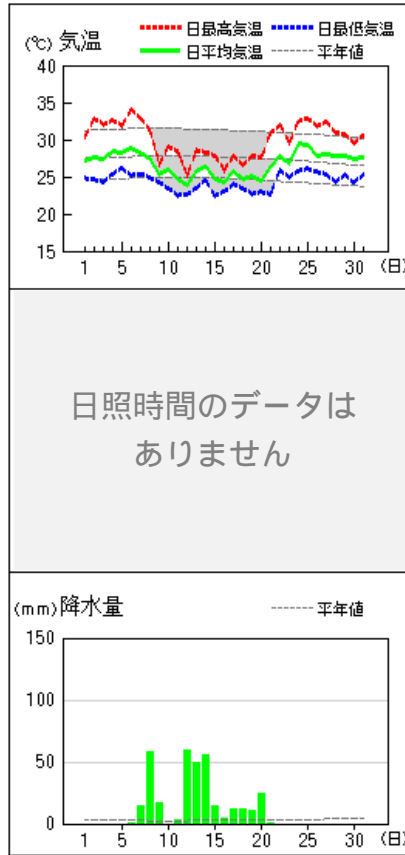 (℃) 気温
日最高気温 日最低気温
日平均気温 平年値
40
35
30
25
20
15
1 5 10 15 20 25 30 (日)
日照時間のデータは
ありません
(mm) 降水量 平年値
150
100
50
0
1 5 10 15 20 25 30 (日)